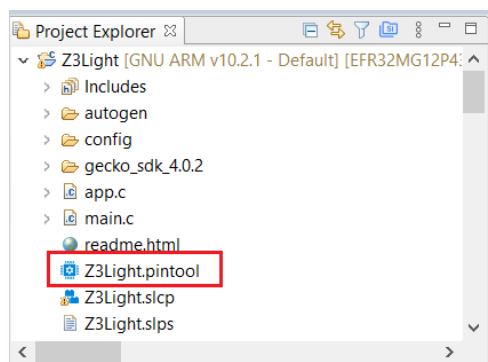 Project Explorer
Z3Light [GNU ARM v10.2.1 - Default] [EFR32MG12P43
Includes
autogen
config
gecko_sdk_4.0.2
app.c
main.c
readme.html
Z3Light.pintool
Z3Light.slcp
Z3Light.slps